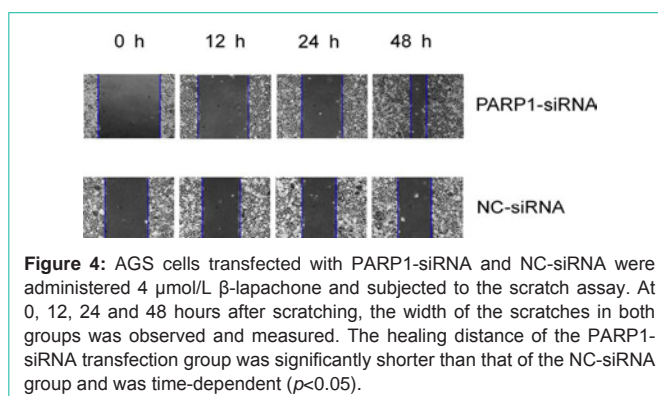 0 h 12 h 24 h 48 h
PARP1-siRNA
NC-siRNA
Figure 4: AGS cells transfected with PARP1-siRNA and NC-siRNA were
administered 4 μmol/L β-lapachone and subjected to the scratch assay. At
0, 12, 24 and 48 hours after scratching, the width of the scratches in both
groups was observed and measured. The healing distance of the PARP1-
siRNA transfection group was significantly shorter than that of the NC-siRNA
group and was time-dependent (p<0.05).